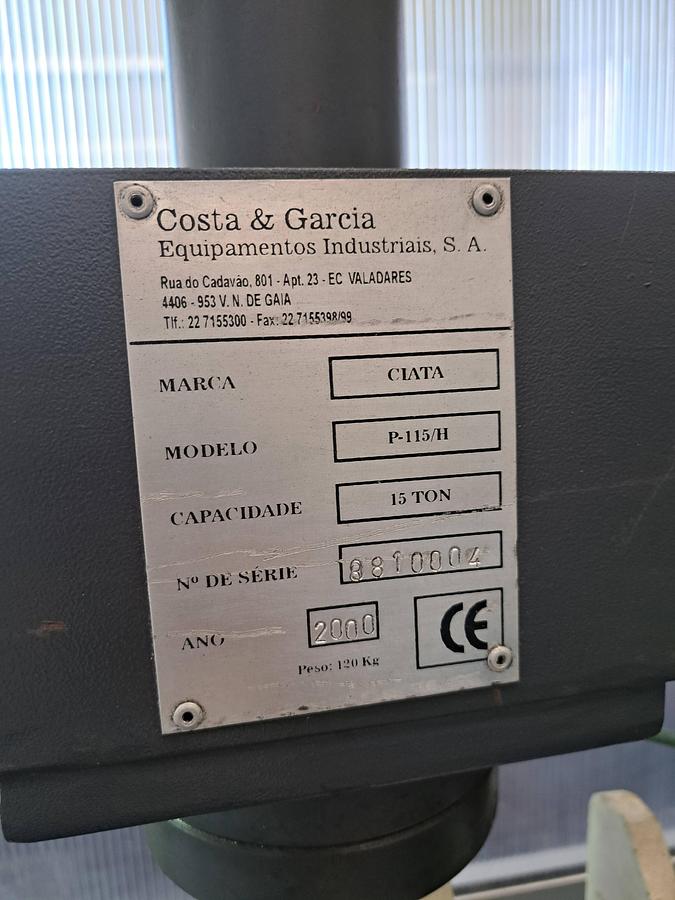 Costa & Garcia
Equipamentos Industriais, S. A.
Rua do Cadavão, 801 - Apt. 23 - EC VALADARES
4406 - 953 V. N. DE GAIA
Tlf.: 22 7155300 - Fax: 22 7155398/99
MARCA CIATA
MODELO P-115/H
CAPACIDADE 15 TON
Nº DE SÉRIE 8810004
ANO 2000 CE
Peso: 120 Kg